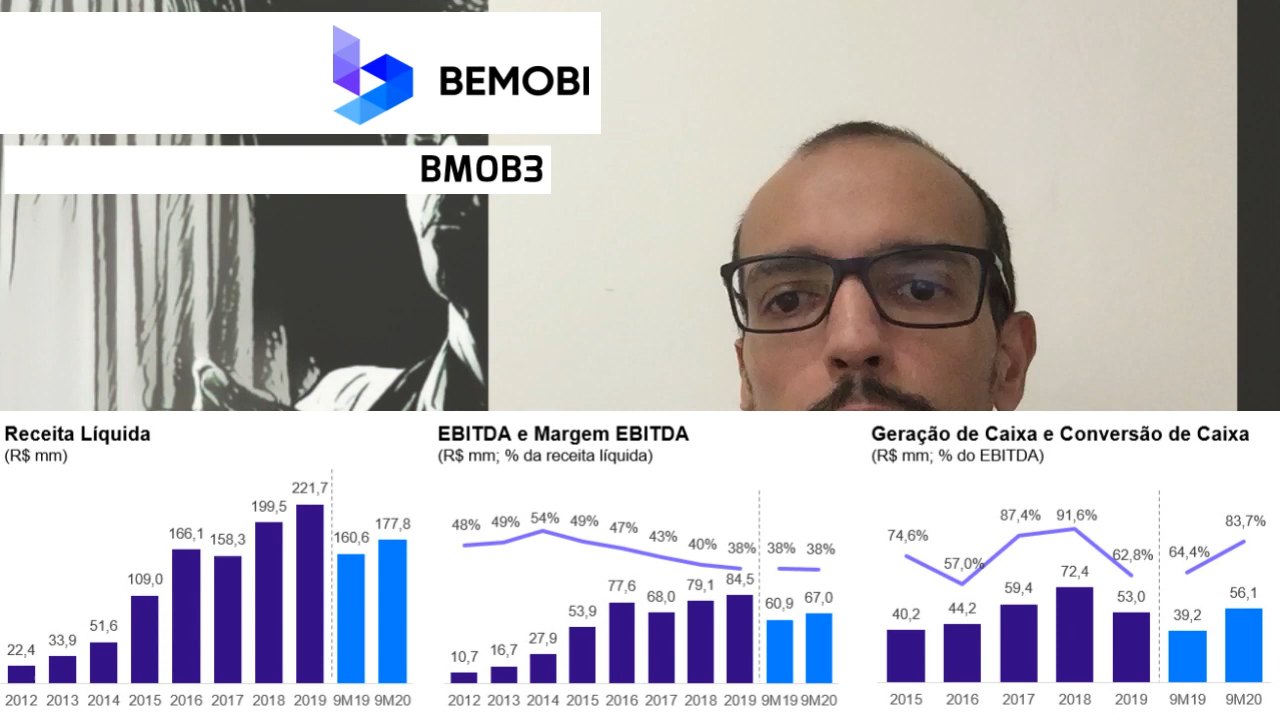 BEMOBI
BMOB3
Receita Líquida
(R$ mm)
22,4 33,9 51,6 109,0 166,1 158,3 199,5 221,7 160,6 177,8
2012 2013 2014 2015 2016 2017 2018 2019 9M19 9M20
EBITDA e Margem EBITDA
(R$ mm; % da receita líquida)
48% 49% 54% 49% 47% 43% 40% 38% 38% 38%
10,7 16,7 27,9 53,9 77,6 68,0 79,1 84,5 60,9 67,0
2012 2013 2014 2015 2016 2017 2018 2019 9M19 9M20
Geração de Caixa e Conversão de Caixa
(R$ mm; % do EBITDA)
74,6% 57,0% 87,4% 91,6% 62,8% 64,4% 83,7%
40,2 44,2 59,4 72,4 53,0 39,2 56,1
2015 2016 2017 2018 2019 9M19 9M20